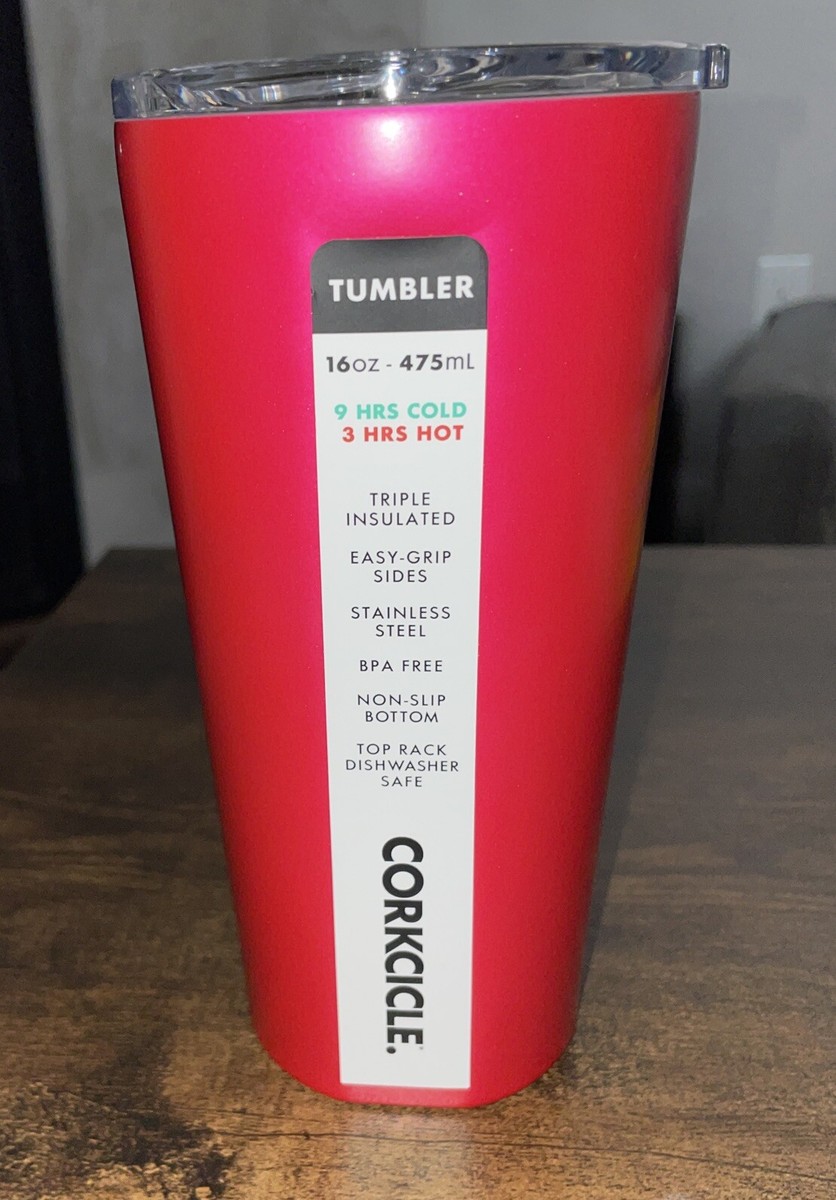 TUMBLER
16oz - 475mL
9 HRS COLD
3 HRS HOT
TRIPLE
INSULATED
EASY-GRIP
SIDES
STAINLESS
STEEL
BPA FREE
NON-SLIP
BOTTOM
TOP RACK
DISHWASHER
SAFE
CORKCICLE.